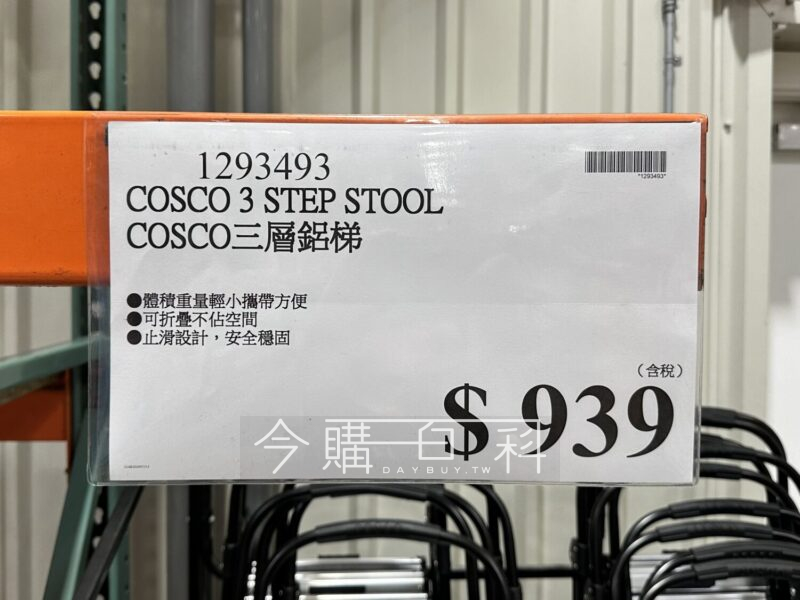 1293493
*1293493*
COSCO 3 STEP STOOL
COSCO三層鋁梯
●體積重量輕小攜帶方便
●可折疊不佔空間
●止滑設計，安全穩固
（含稅）
$ 939
今購百科
DAYBUY.TW